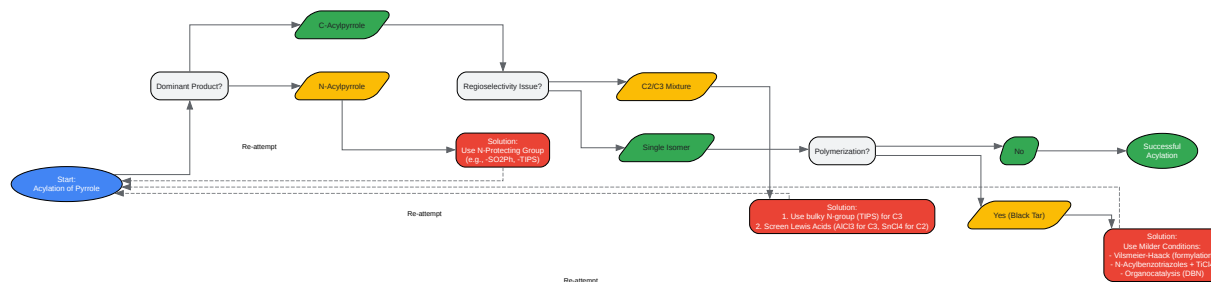 C-Acylpyrrole
Dominant Product?
N-Acylpyrrole
Regioselectivity Issue?
C2/C3 Mixture
Re-attempt
Solution:
Use N-Protecting Group
(e.g., -SO2Ph, -TIPS)
Single Isomer
Polymerization?
No
Successful
Acylation
Start:
Acylation of Pyrrole
Re-attempt
Solution:
1. Use bulky N-group (TIPS) for C3
2. Screen Lewis Acids (AlCl3 for C3, SnCl4 for C2)
Yes (Black Tar)
Solution:
Use Milder Conditions:
- Vilsmeier-Haack (formylation
- N-Acylbenzotriazoles + TiCl
- Organocatalysis (DBN)
Re-attempt